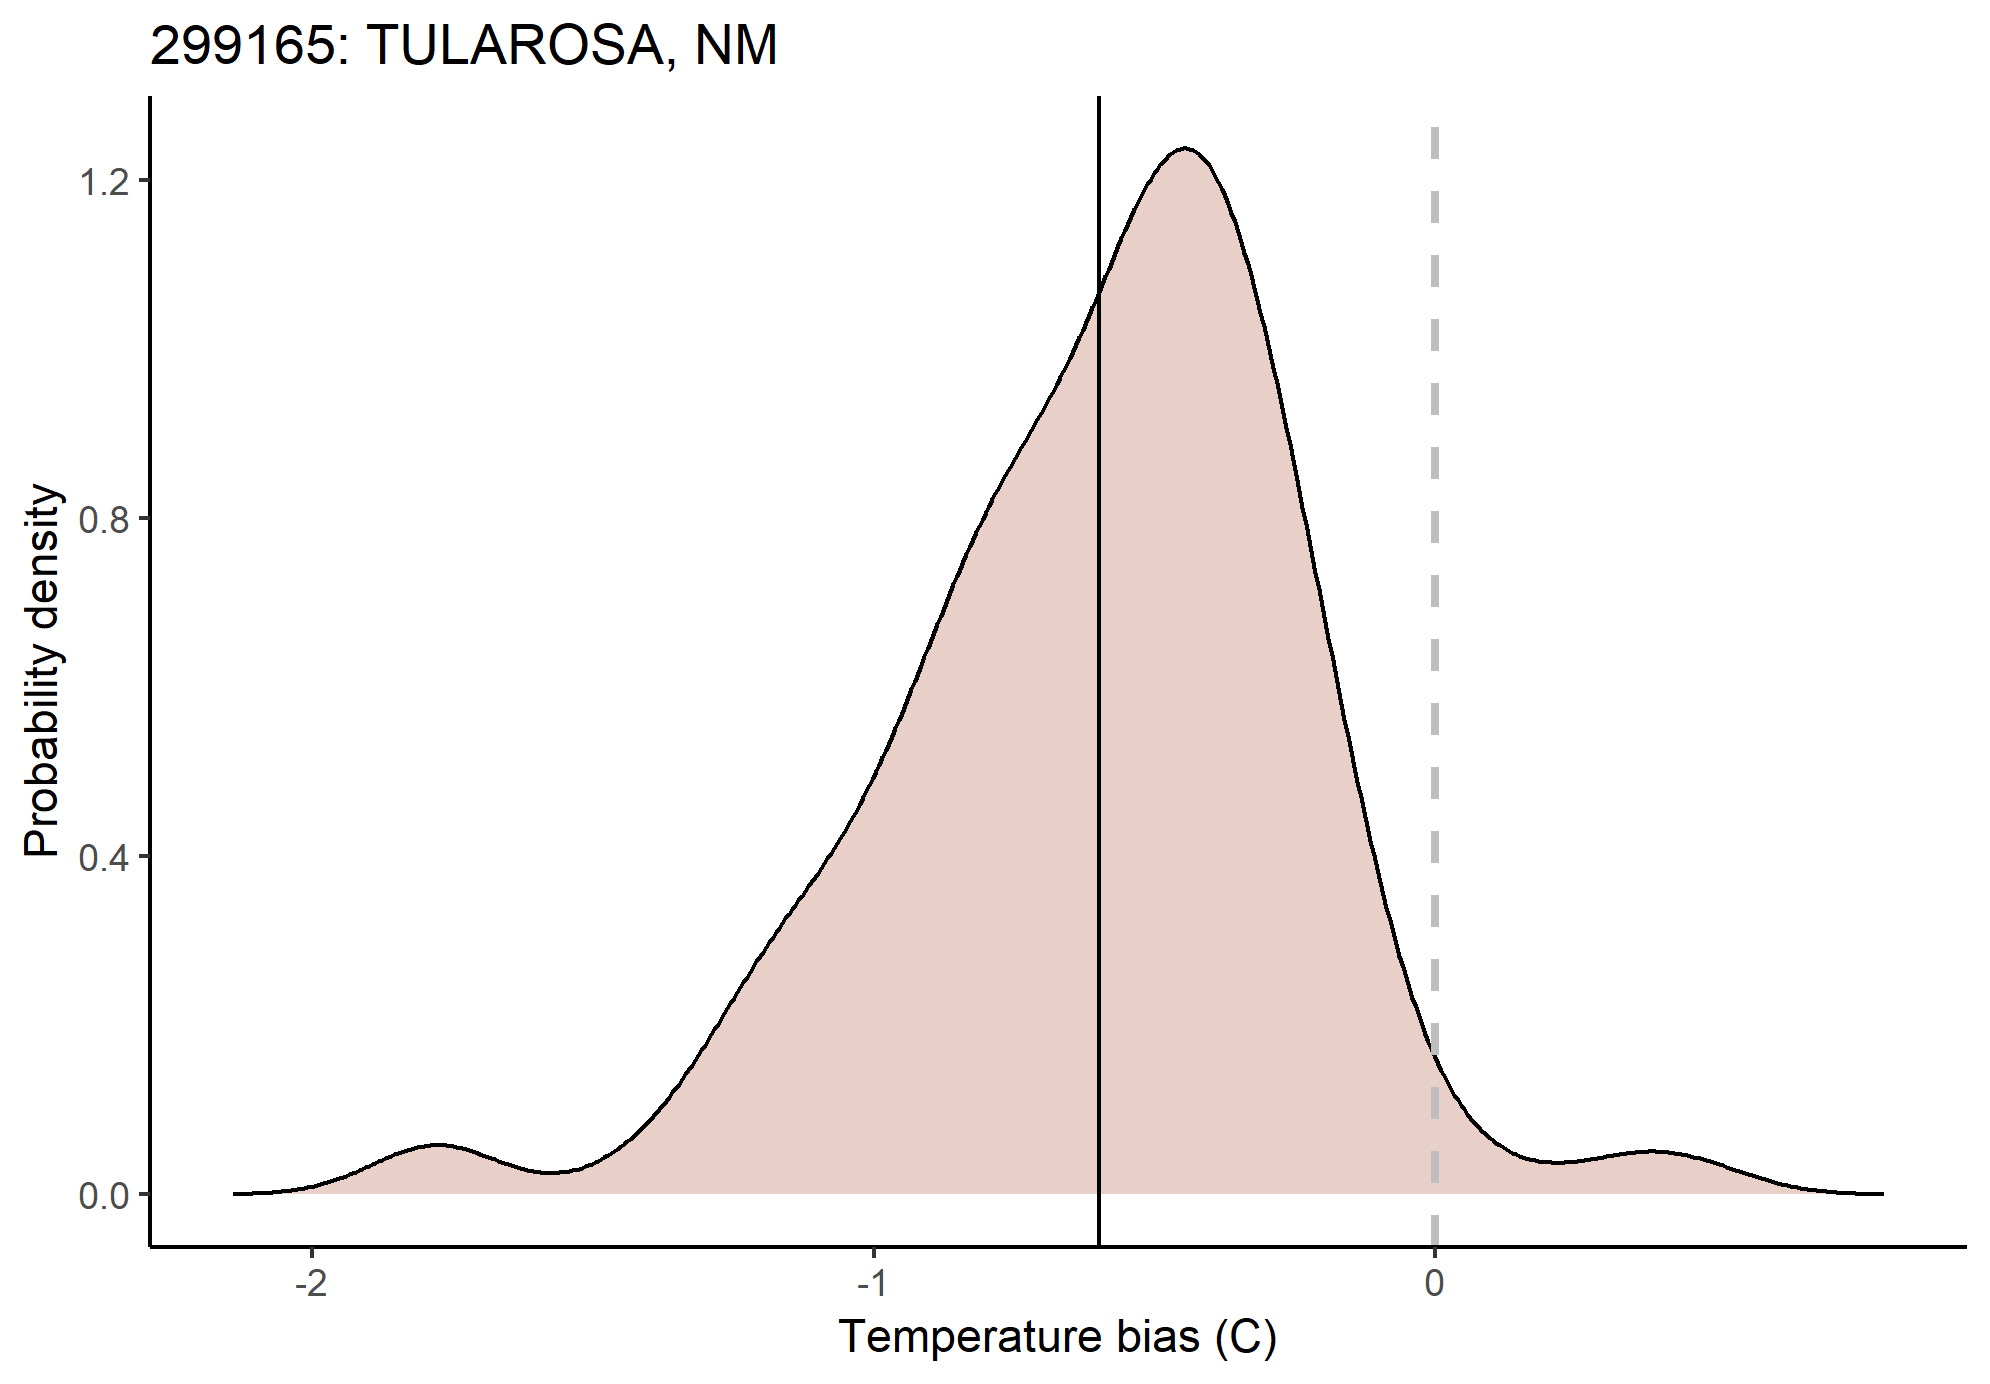 299165: TULAROSA, NM
1.2
0.8
0.4
0.0
Probability density
-2 -1 0
Temperature bias (C)